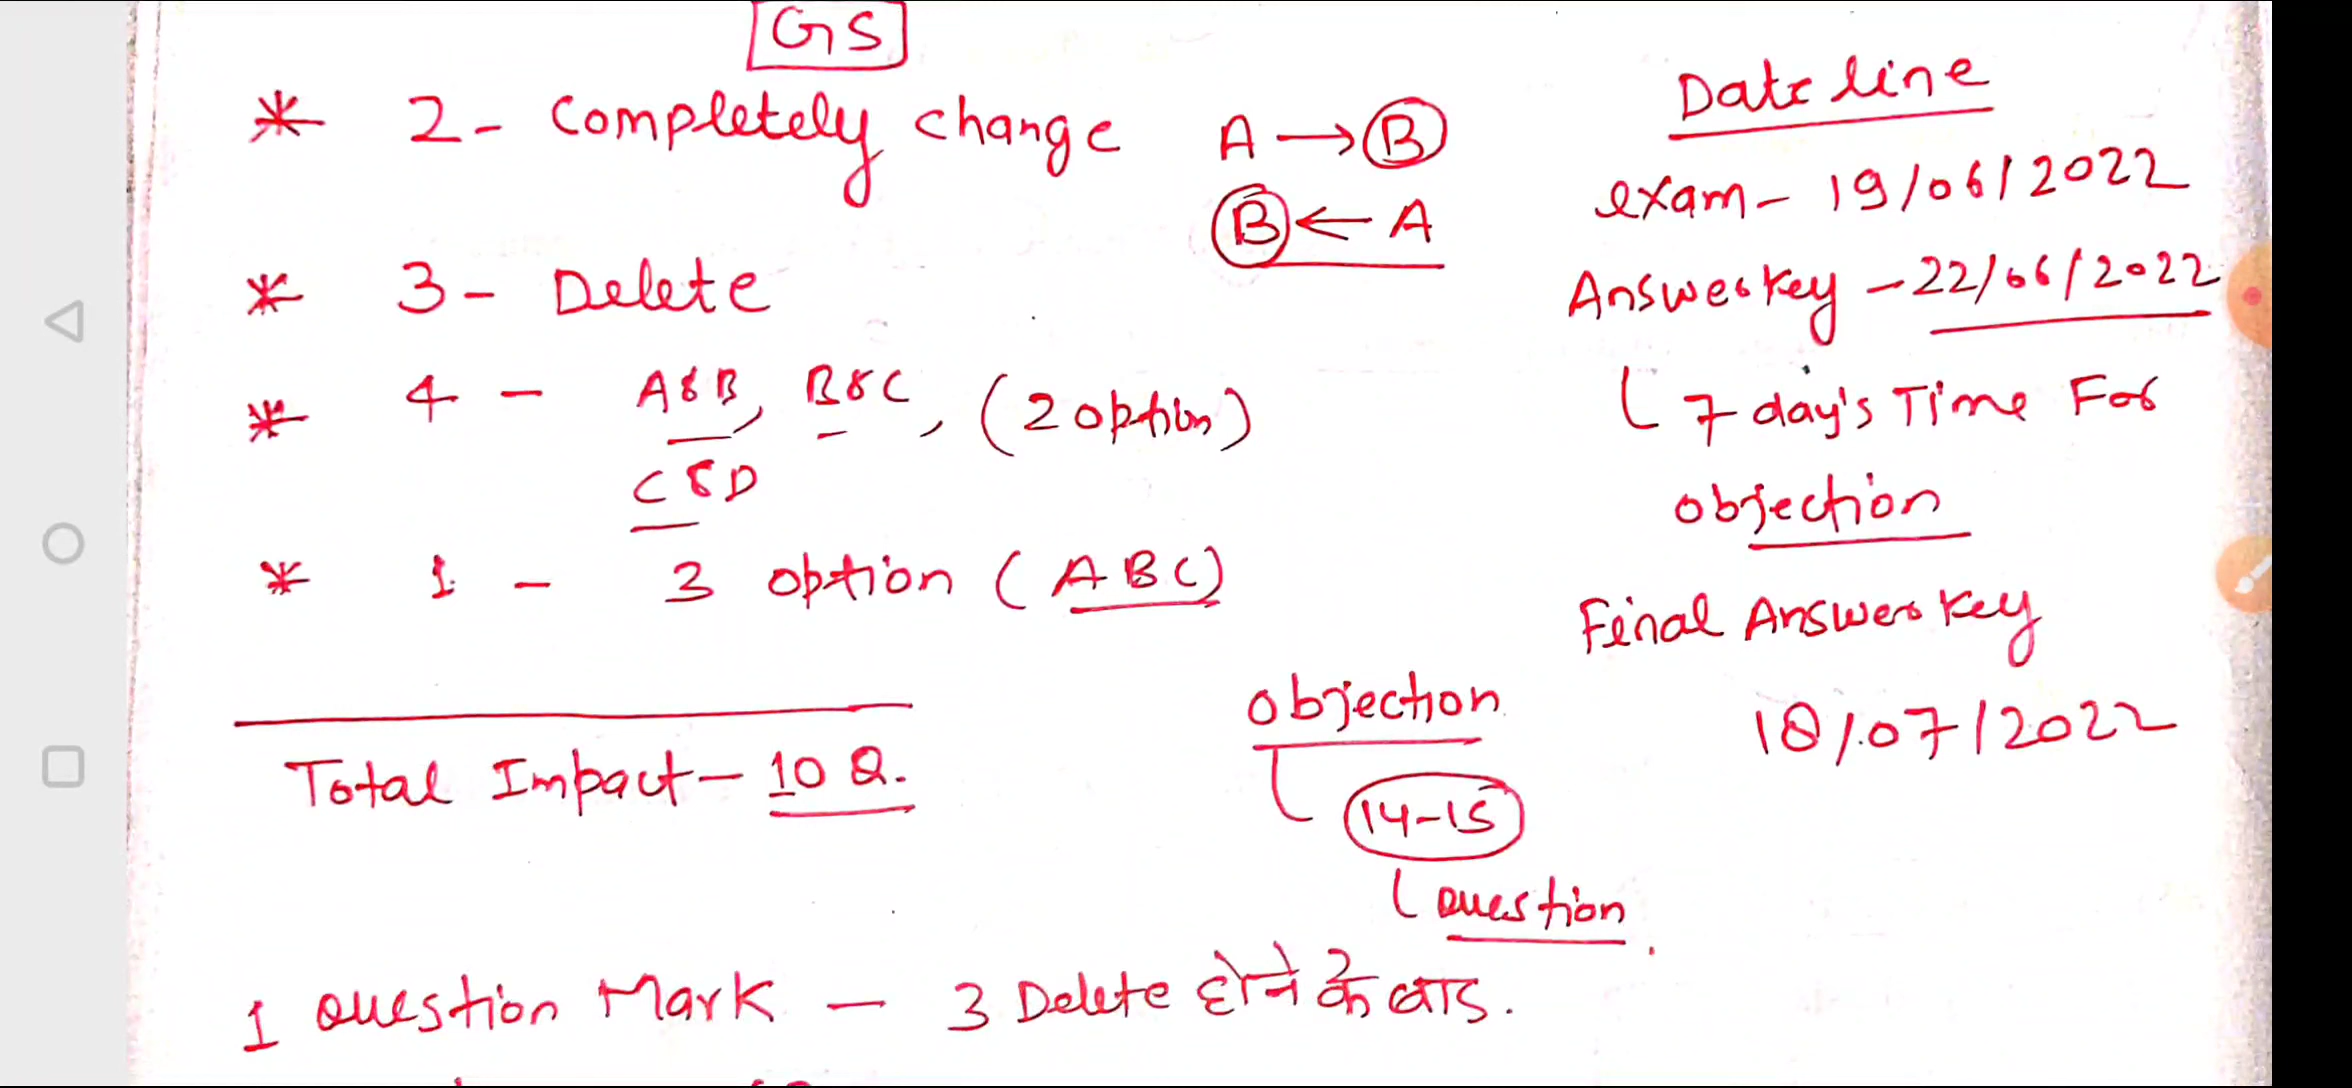 GS
* 2- Completely change A → B
B ← A
* 3 - Delete
* 4 - A&B, B&C, (2 option)
C&D
* 1 - 3 option (ABC)
Total Impact - 10 Q.
objection
14-15
question
1 question Mark - 3 Delete होने के बाद.
Date line
exam - 19/06/2022
Answer key - 22/06/2022
7 day's Time For
objection
Final Answer key
18/07/2022